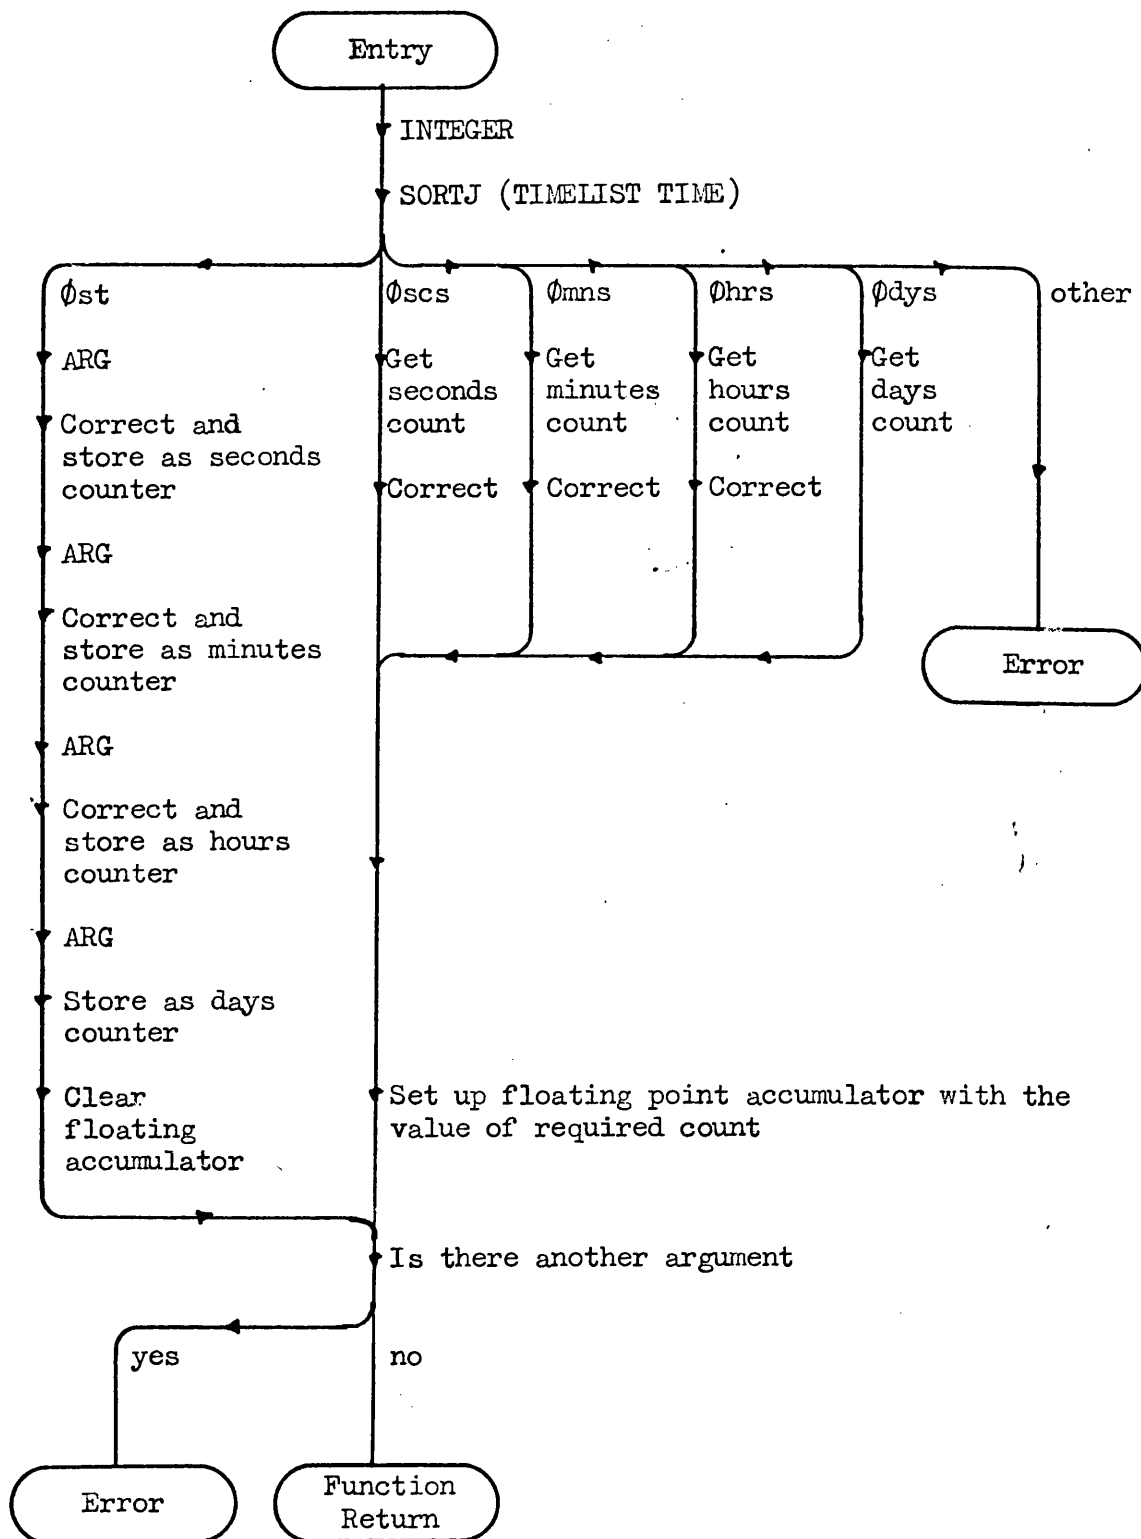 Entry
INTEGER
SORTJ (TIMELIST TIME)
Øst
ARG
Correct and
store as seconds
counter
ARG
Correct and
store as minutes
counter
ARG
Correct and
store as hours
counter
ARG
Store as days
counter
Clear
floating
accumulator
Øscs
Get
seconds
count
Correct
Ømns
Get
minutes
count
Correct
Øhrs
Get
hours
count
Correct
Ødys
Get
days
count
other
Error
Set up floating point accumulator with the
value of required count
Is there another argument
yes
no
Error
Function
Return